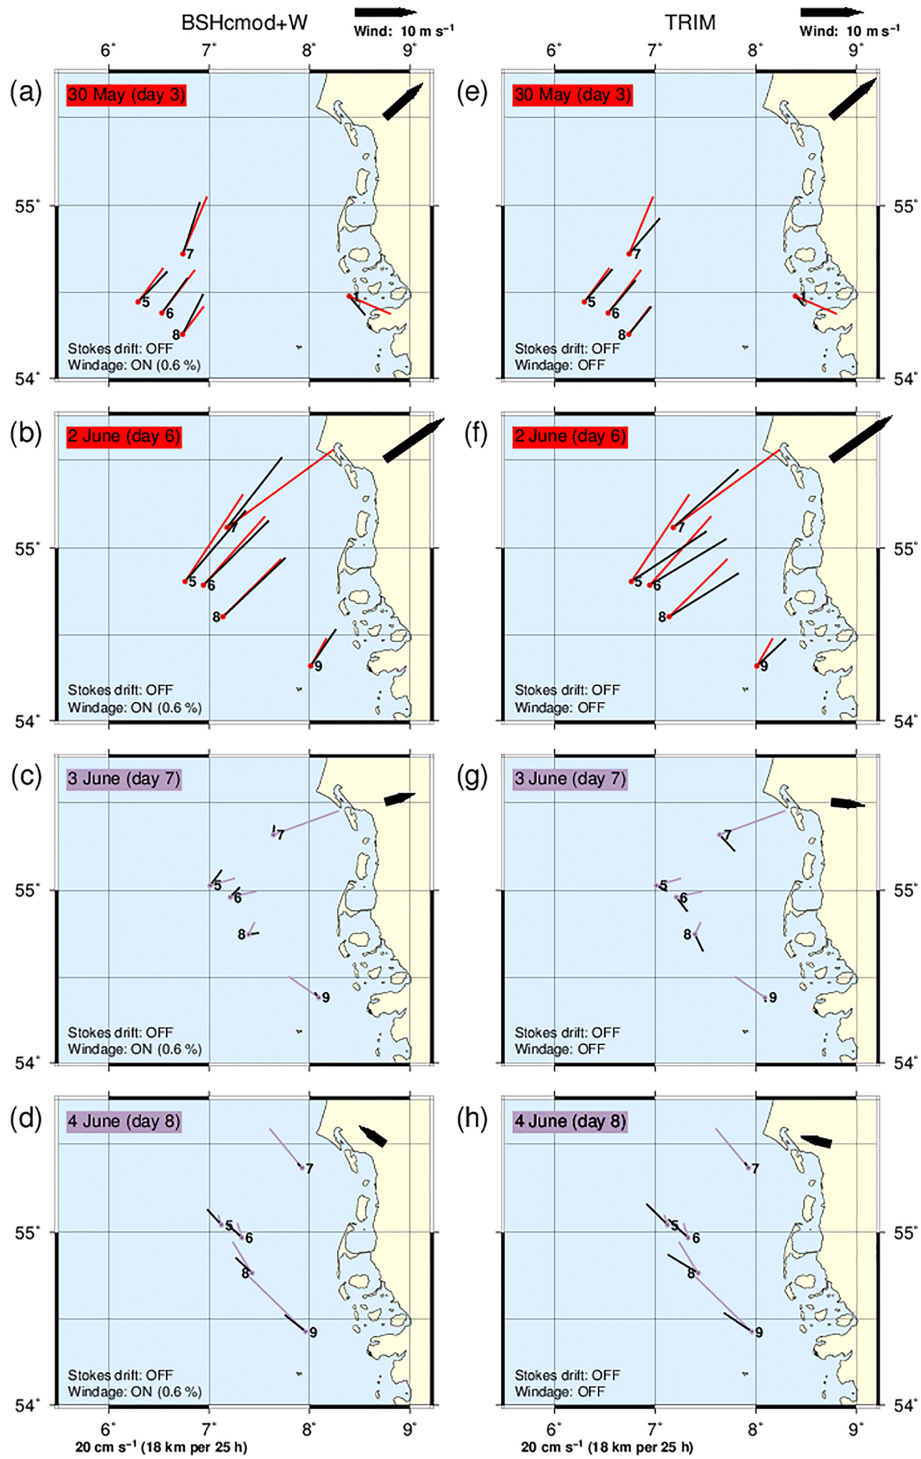 BSHcmod+W
Wind: 10 m s⁻¹
TRIM
Wind: 10 m s⁻¹
6° 7° 8° 9°
6° 7° 8° 9°
(a)
30 May (day 3)
55°
7
5
6
8
1
Stokes drift: OFF
Windage: ON (0.6 %)
54°
(e)
30 May (day 3)
55°
7
5
6
8
1
Stokes drift: OFF
Windage: OFF
54°
(b)
2 June (day 6)
55°
7
5
6
8
9
Stokes drift: OFF
Windage: ON (0.6 %)
54°
(f)
2 June (day 6)
55°
7
5
6
8
9
Stokes drift: OFF
Windage: OFF
54°
(c)
3 June (day 7)
55°
7
5
6
8
9
Stokes drift: OFF
Windage: ON (0.6 %)
54°
(g)
3 June (day 7)
55°
7
5
6
8
9
Stokes drift: OFF
Windage: OFF
54°
(d)
4 June (day 8)
55°
7
5
6
8
9
Stokes drift: OFF
Windage: ON (0.6 %)
54°
(h)
4 June (day 8)
55°
7
5
6
8
9
Stokes drift: OFF
Windage: OFF
54°
6° 7° 8° 9°
6° 7° 8° 9°
20 cm s⁻¹ (18 km per 25 h)
20 cm s⁻¹ (18 km per 25 h)